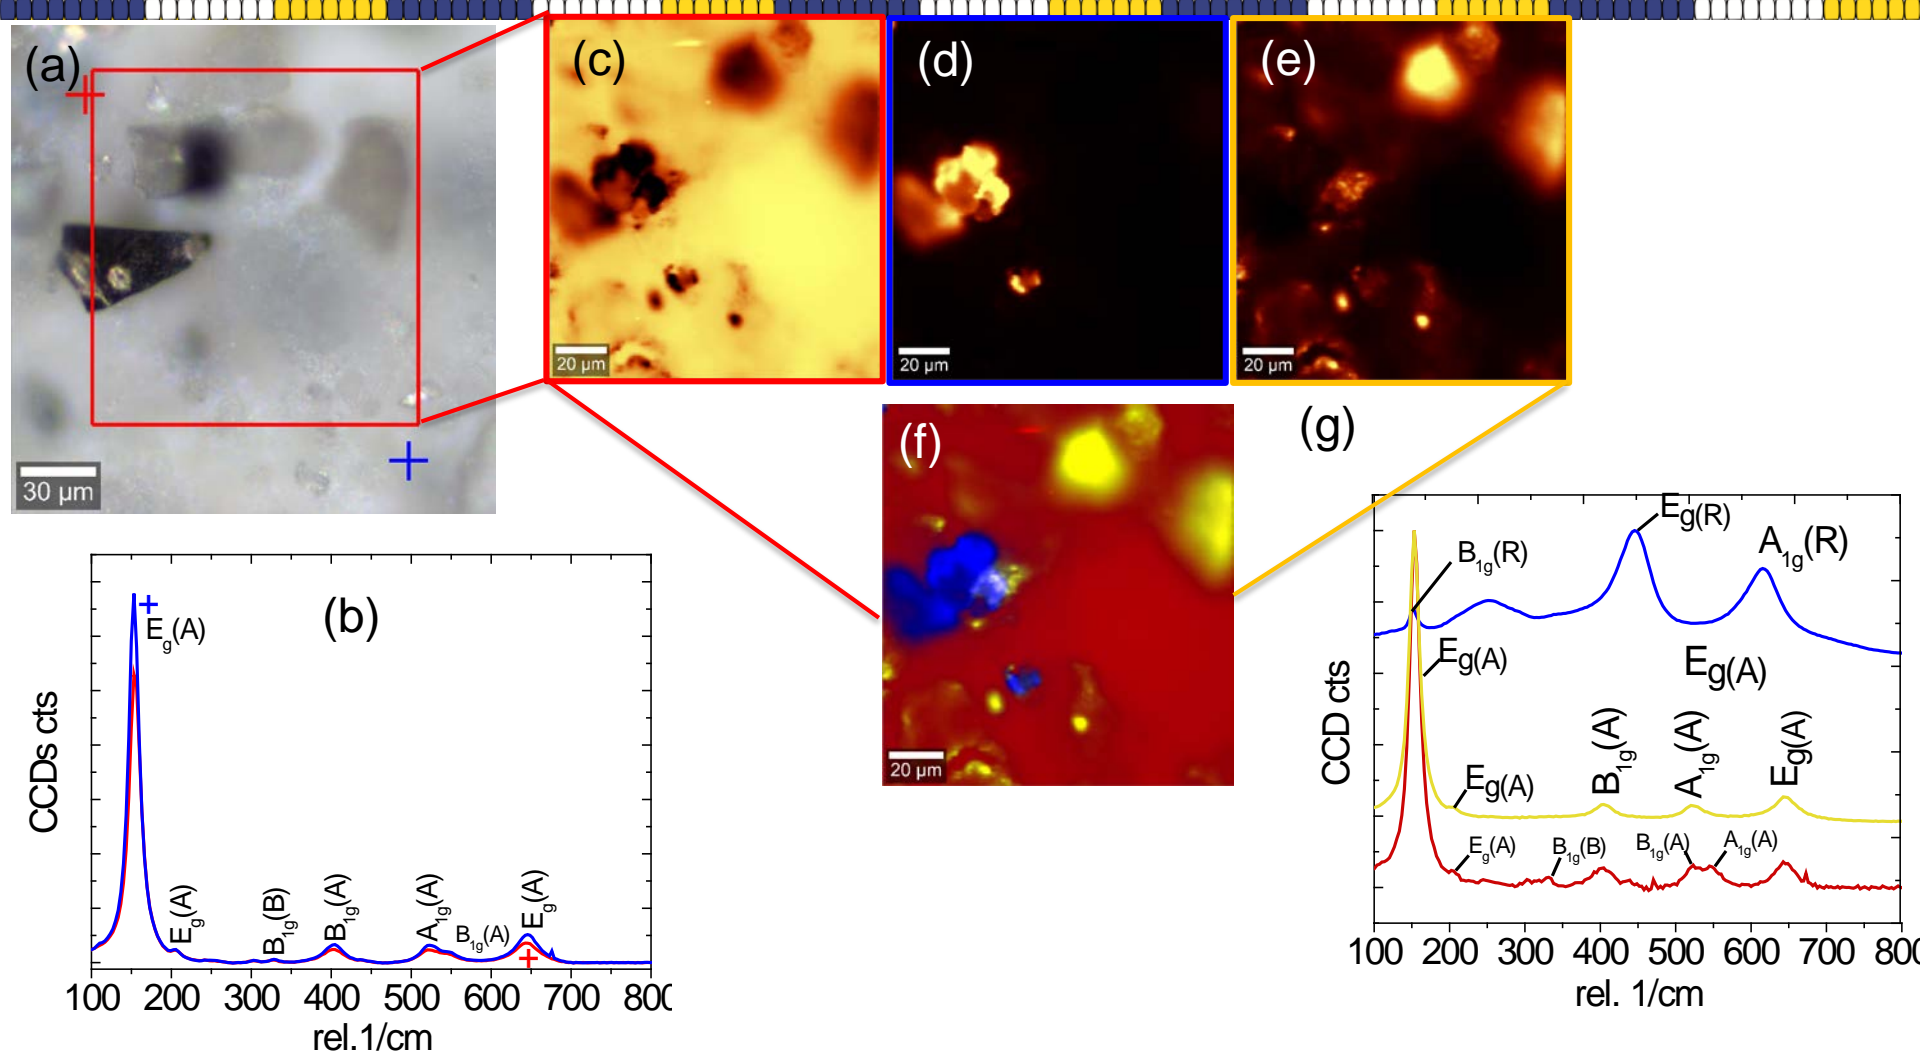 (a)
30 µm
(c)
20 µm
(d)
20 µm
(e)
20 µm
(f)
20 µm
(b)
CCDs cts
Eg(A)
Eg(A)
B1g(B)
B1g(A)
A1g(A)
B1g(A)
Eg(A)
100 200 300 400 500 600 700 800
rel.1/cm
(g)
CCD cts
Eg(R)
B1g(R)
A1g(R)
Eg(A)
Eg(A)
Eg(A)
B1g(A)
A1g(A)
Eg(A)
Eg(A)
B1g(B)
B1g(A)
A1g(A)
100 200 300 400 500 600 700 800
rel. 1/cm